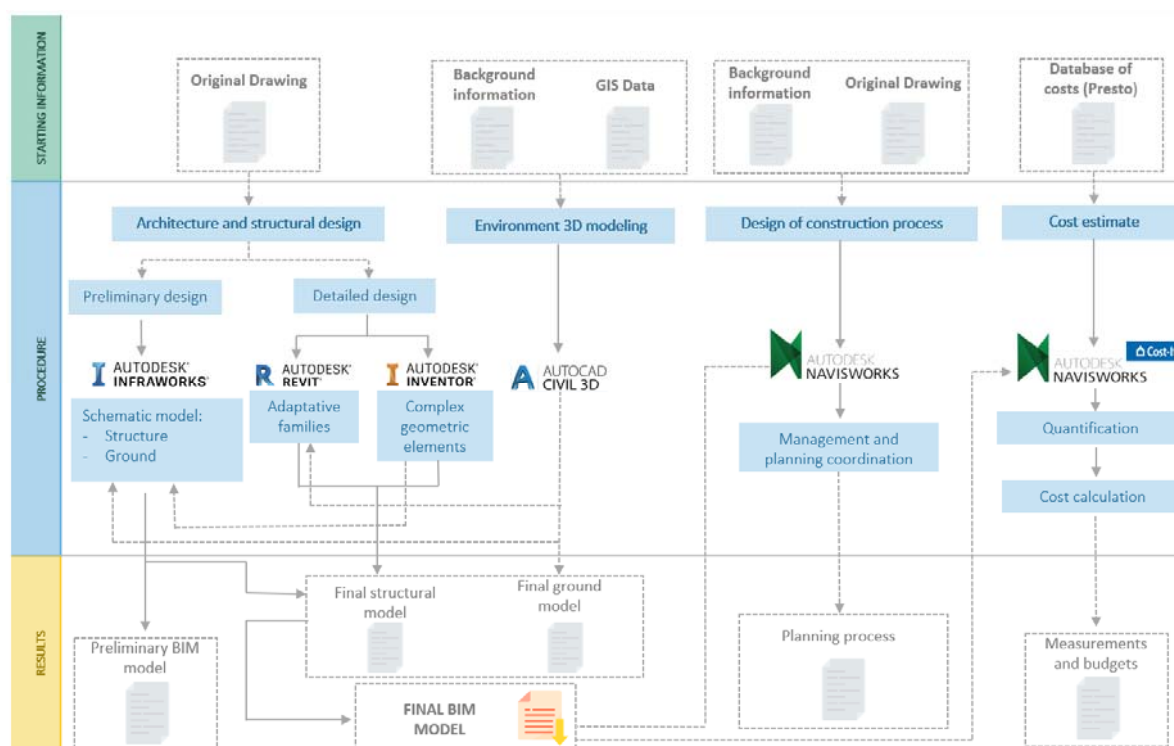 STARTING INFORMATION
Original Drawing
Background
information
GIS Data
Background
information
Original Drawing
Database of
costs (Presto)
PROCEDURE
Architecture and structural design
Environment 3D modeling
Design of construction process
Cost estimate
Preliminary design
Detailed design
AUTODESK®
INFRAWORKS®
AUTODESK®
REVIT®
AUTODESK®
INVENTOR®
AUTOCAD
CIVIL 3D
AUTODESK
NAVISWORKS
Cost-It
AUTODESK
NAVISWORKS
Schematic model:
- Structure
- Ground
Adaptative
families
Complex
geometric
elements
Management and
planning coordination
Quantification
Cost calculation
RESULTS
Preliminary BIM
model
Final structural
model
Final ground
model
FINAL BIM
MODEL
Planning process
Measurements
and budgets